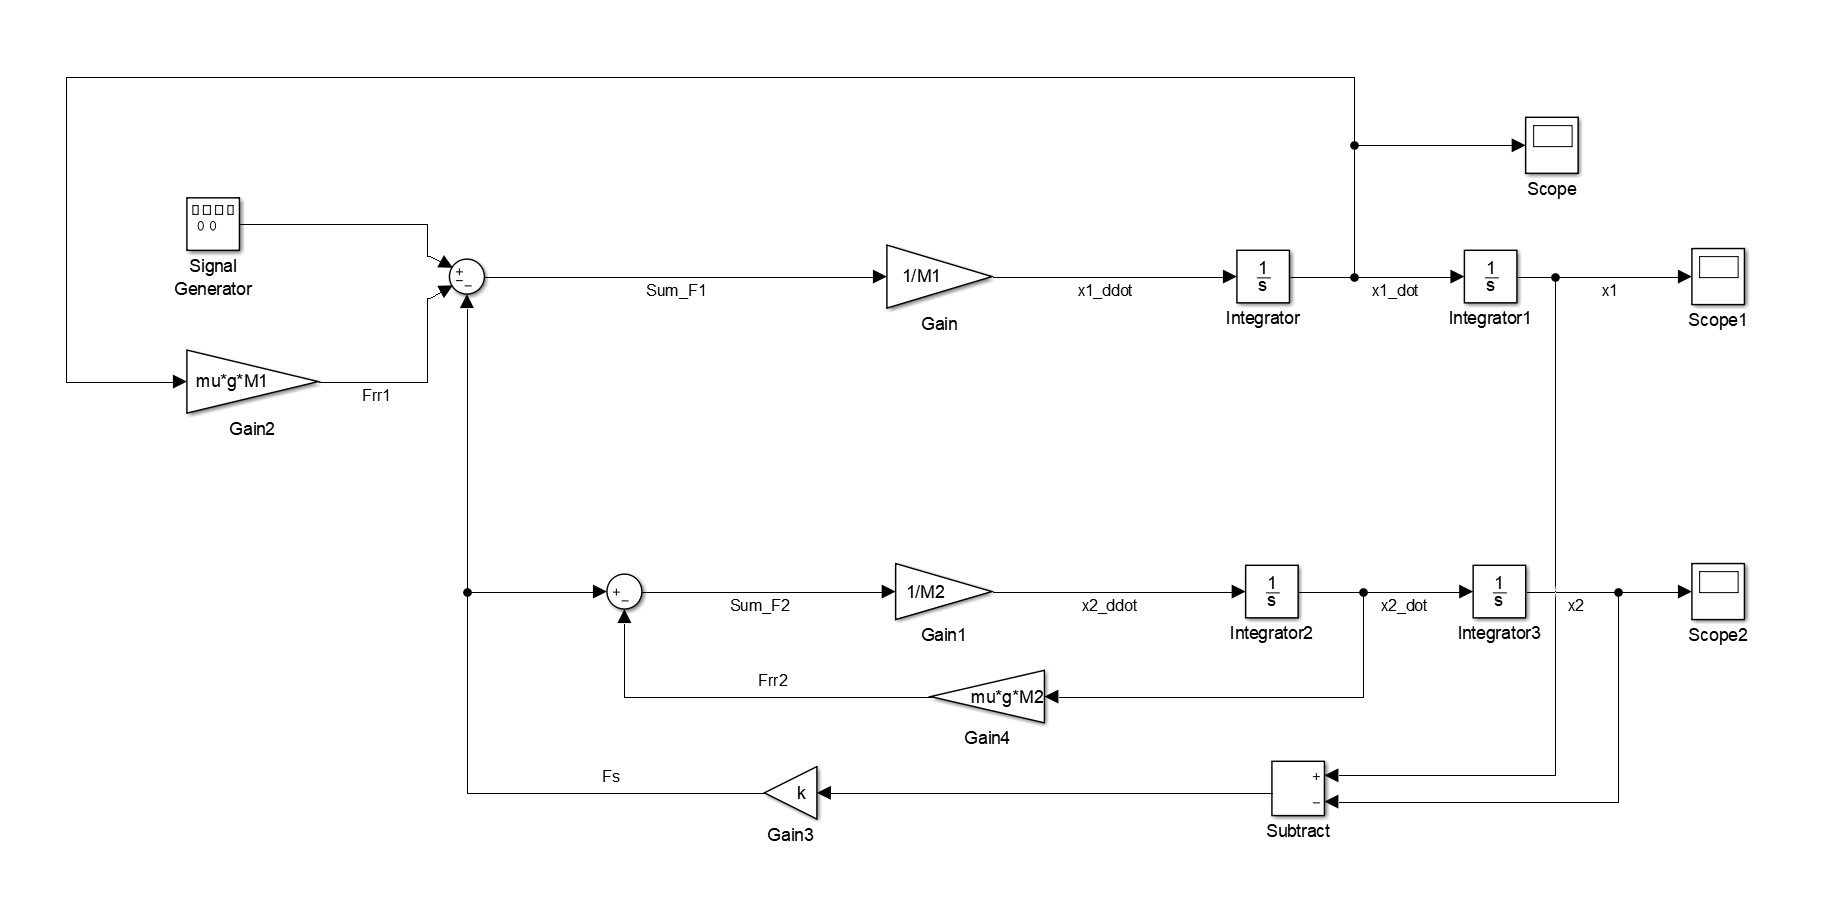 Scope
Signal
Generator
+
−
−
Sum_F1
1/M1
Gain
x1_ddot
1
s
Integrator
x1_dot
1
s
Integrator1
x1
Scope1
mu*g*M1
Gain2
Frr1
+
−
Sum_F2
1/M2
Gain1
x2_ddot
1
s
Integrator2
x2_dot
1
s
Integrator3
x2
Scope2
Frr2
mu*g*M2
Gain4
Fs
k
Gain3
+
−
Subtract